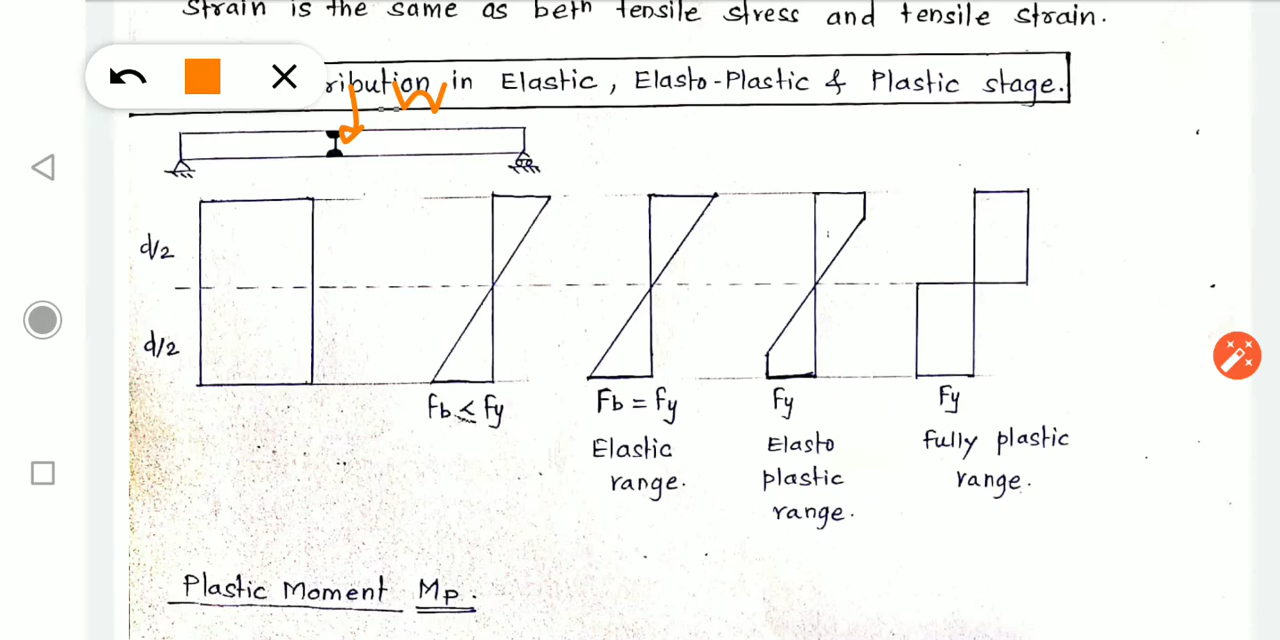 Strain is the same as beth tensile stress and tensile strain.
ribution in Elastic, Elasto-Plastic & Plastic stage.
W
d/2
d/2
Fb ≤ fy
Fb = fy
Elastic
range.
Fy
Elasto
plastic
range.
Fy
fully plastic
range.
Plastic Moment Mp.